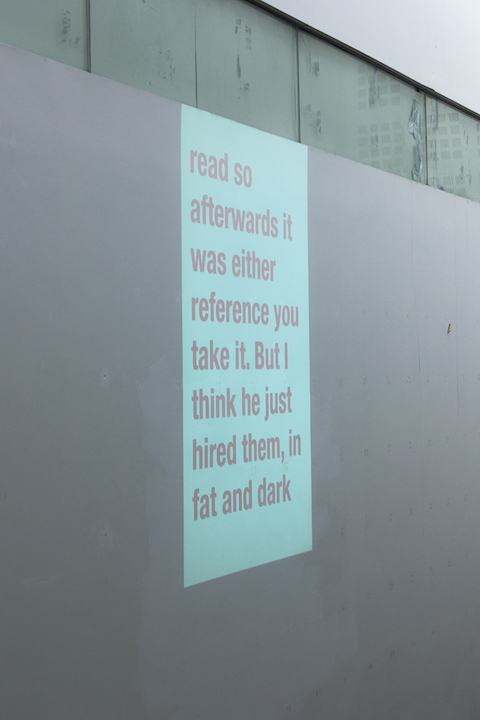 read so
afterwards it
was either
reference you
take it. But I
think he just
hired them, in
fat and dark